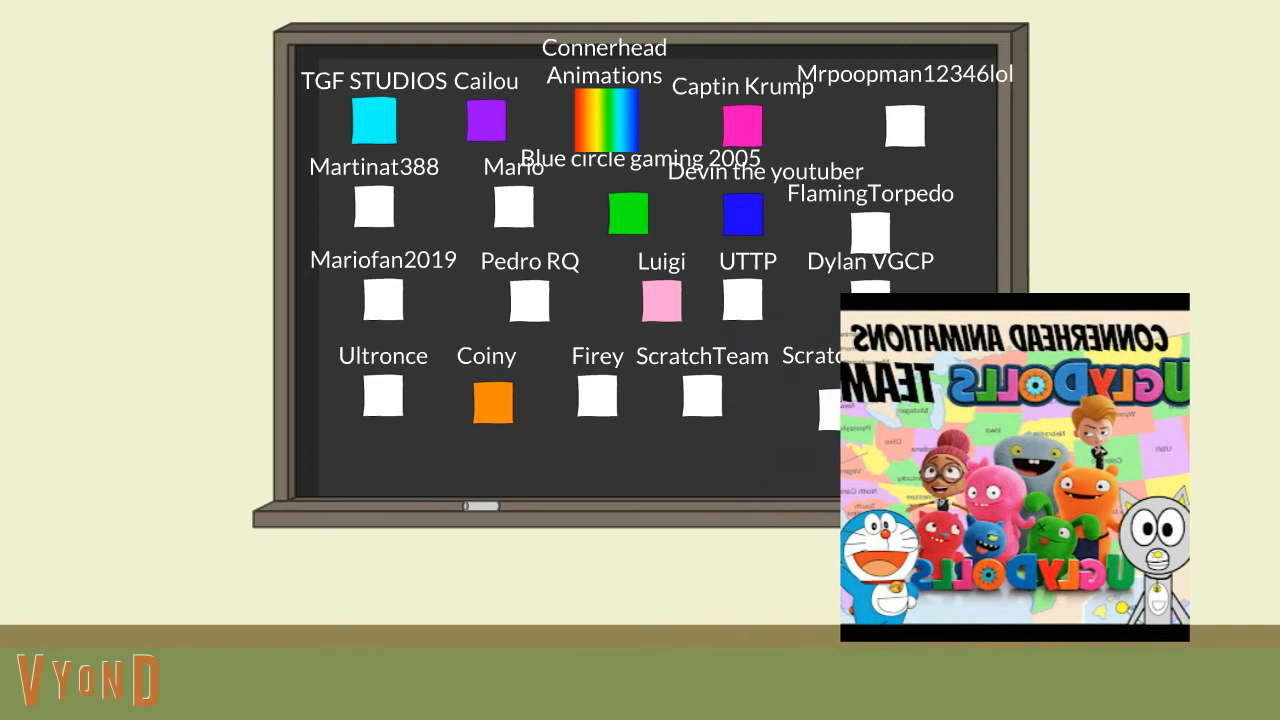 Connerhead
Animations
TGF STUDIOS
Cailou
Captin Krump
Mrpoopman12346lol
Martinat388
Mario
Blue circle gaming 2005
Devin the youtuber
FlamingTorpedo
Mariofan2019
Pedro RQ
Luigi
UTTP
Dylan VGCP
Ultronce
Coiny
Firey
ScratchTeam
CONNERHEAD ANIMATIONS
UGLYDOLLS TEAM
UGLYDOLLS
VYOND